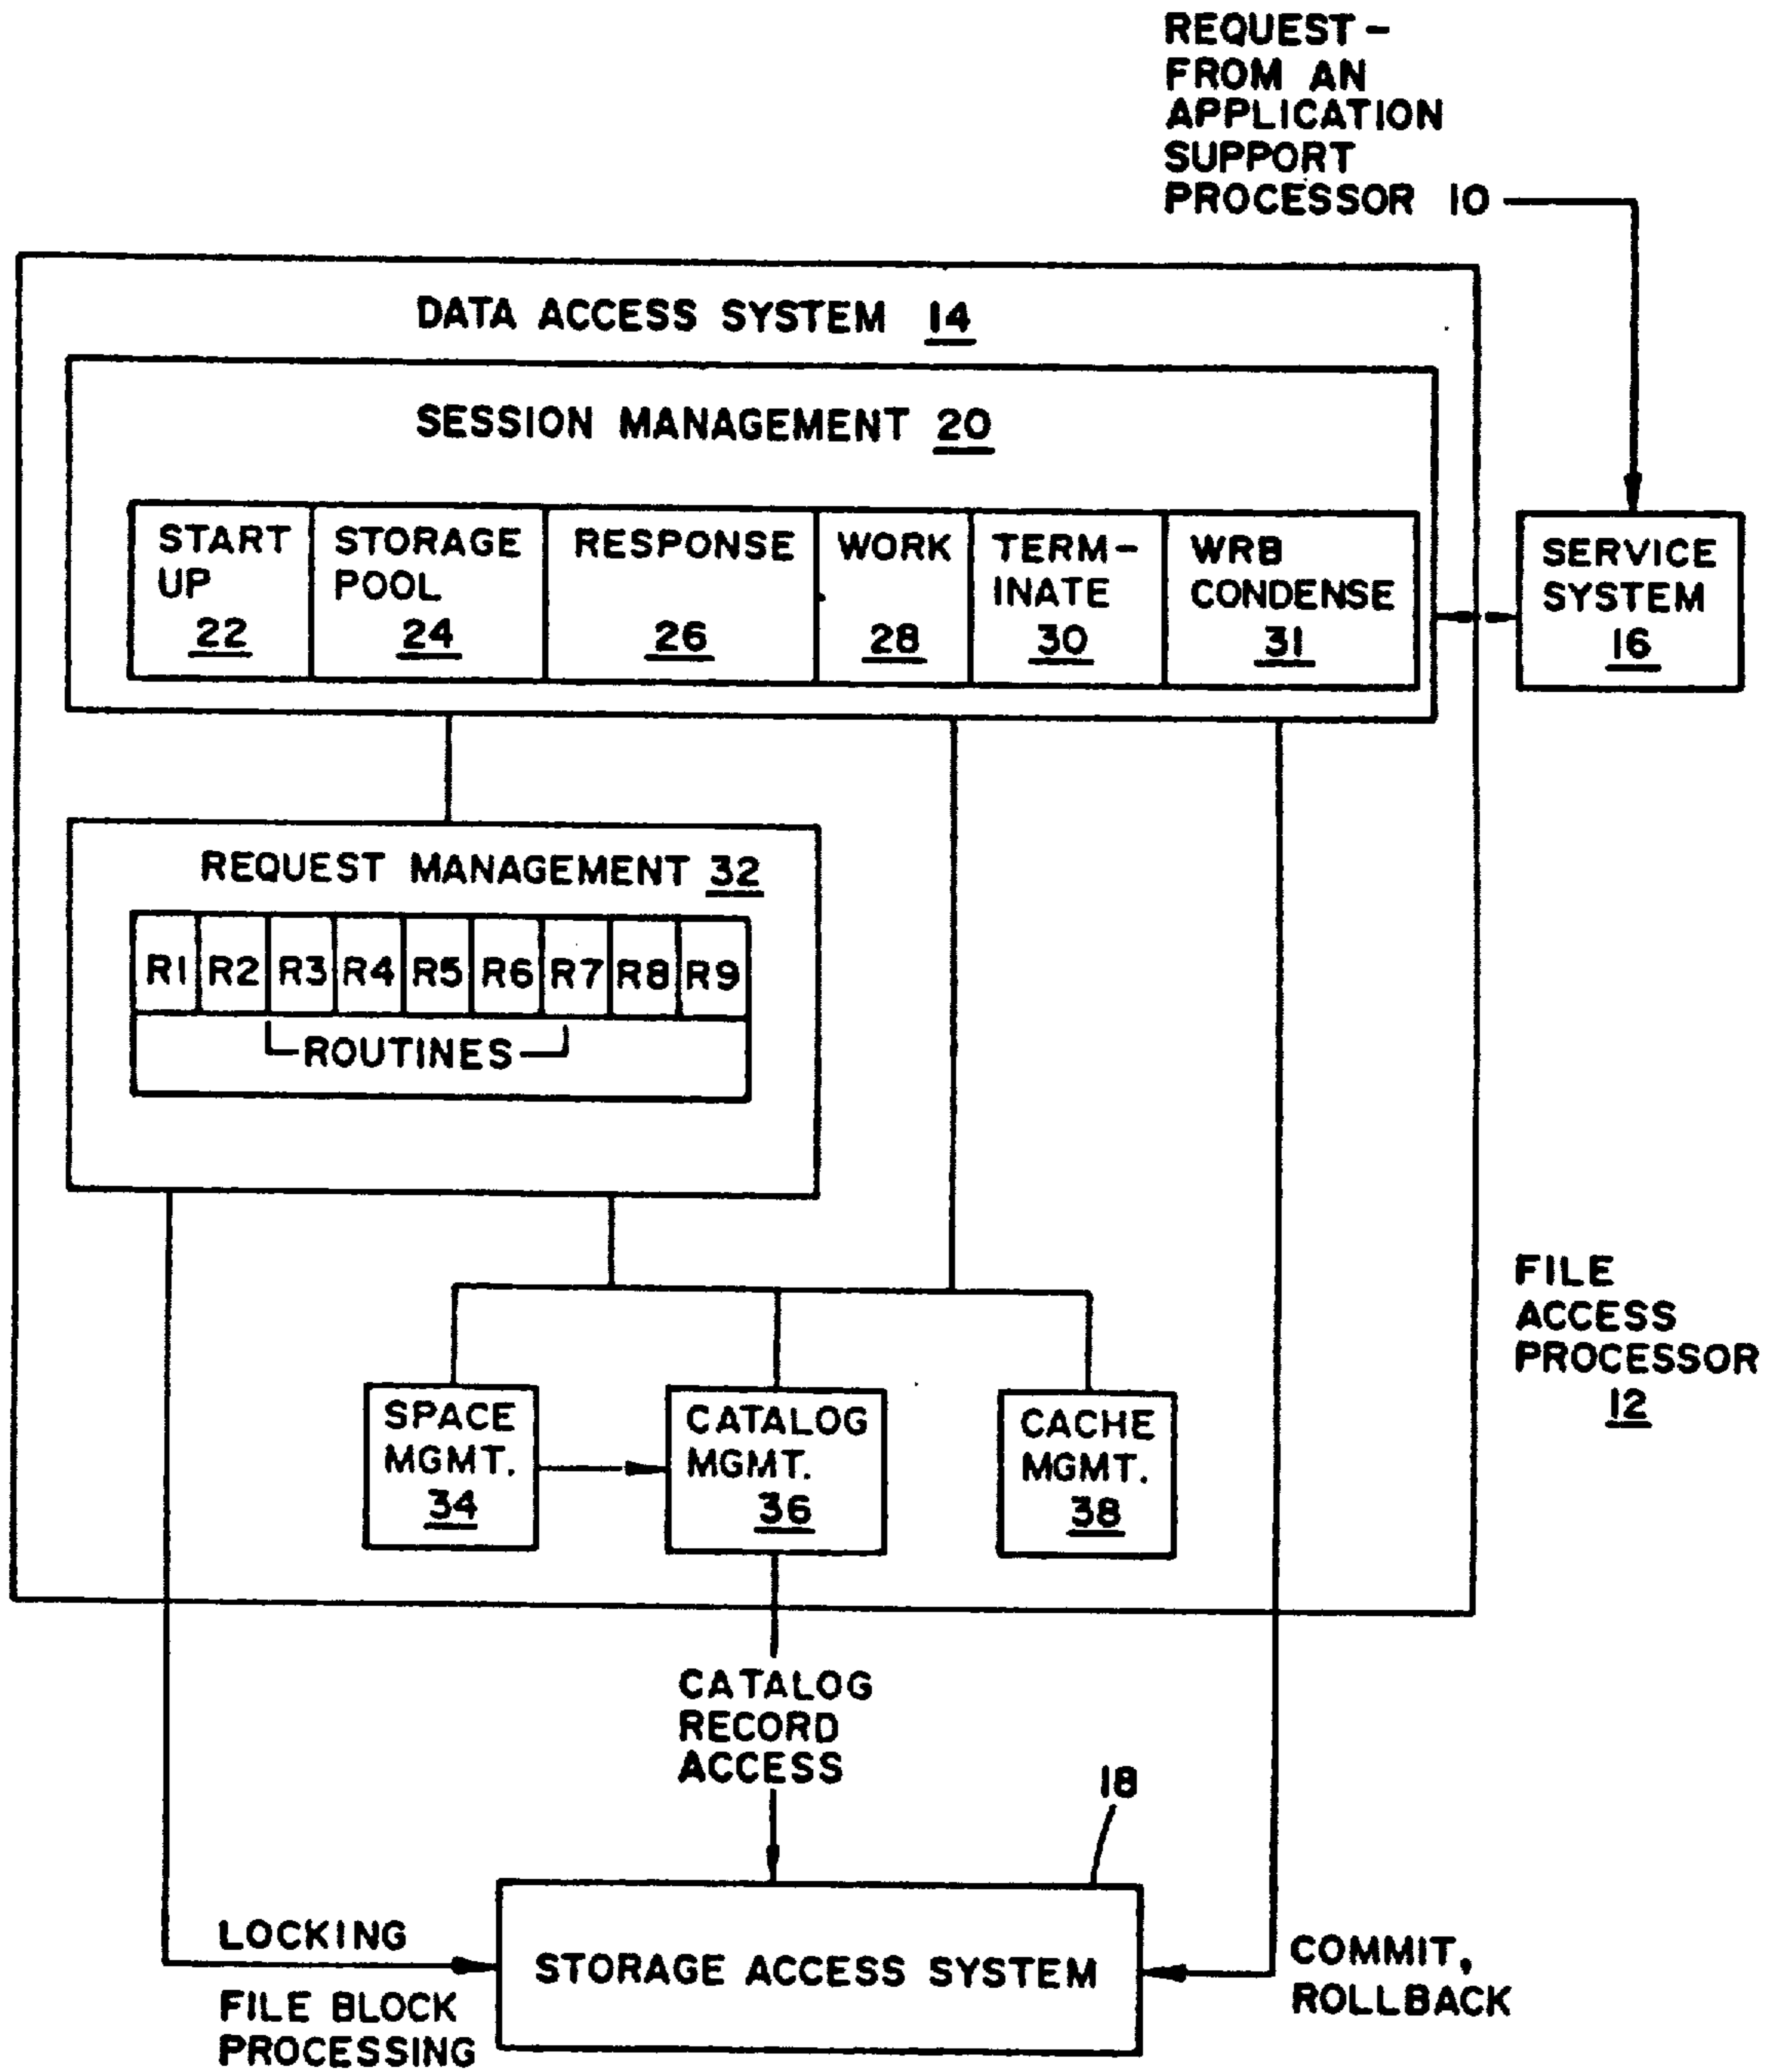 REQUEST-
FROM AN
APPLICATION
SUPPORT
PROCESSOR 10
DATA ACCESS SYSTEM 14
SESSION MANAGEMENT 20
START
UP
22
STORAGE
POOL
24
RESPONSE
26
WORK
28
TERM-
INATE
30
WRB
CONDENSE
31
SERVICE
SYSTEM
16
REQUEST MANAGEMENT 32
R1 R2 R3 R4 R5 R6 R7 R8 R9
ROUTINES
FILE
ACCESS
PROCESSOR
12
SPACE
MGMT.
34
CATALOG
MGMT.
36
CACHE
MGMT.
38
CATALOG
RECORD
ACCESS
18
LOCKING
FILE BLOCK
PROCESSING
STORAGE ACCESS SYSTEM
COMMIT,
ROLLBACK